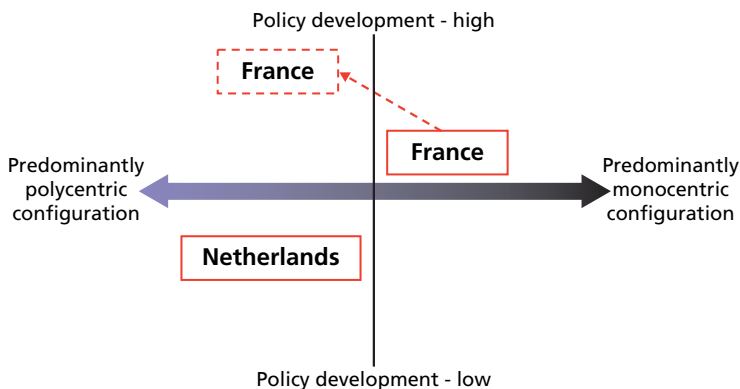 Policy development - high
France
France
Predominantly
polycentric
configuration
Predominantly
monocentric
configuration
Netherlands
Policy development - low